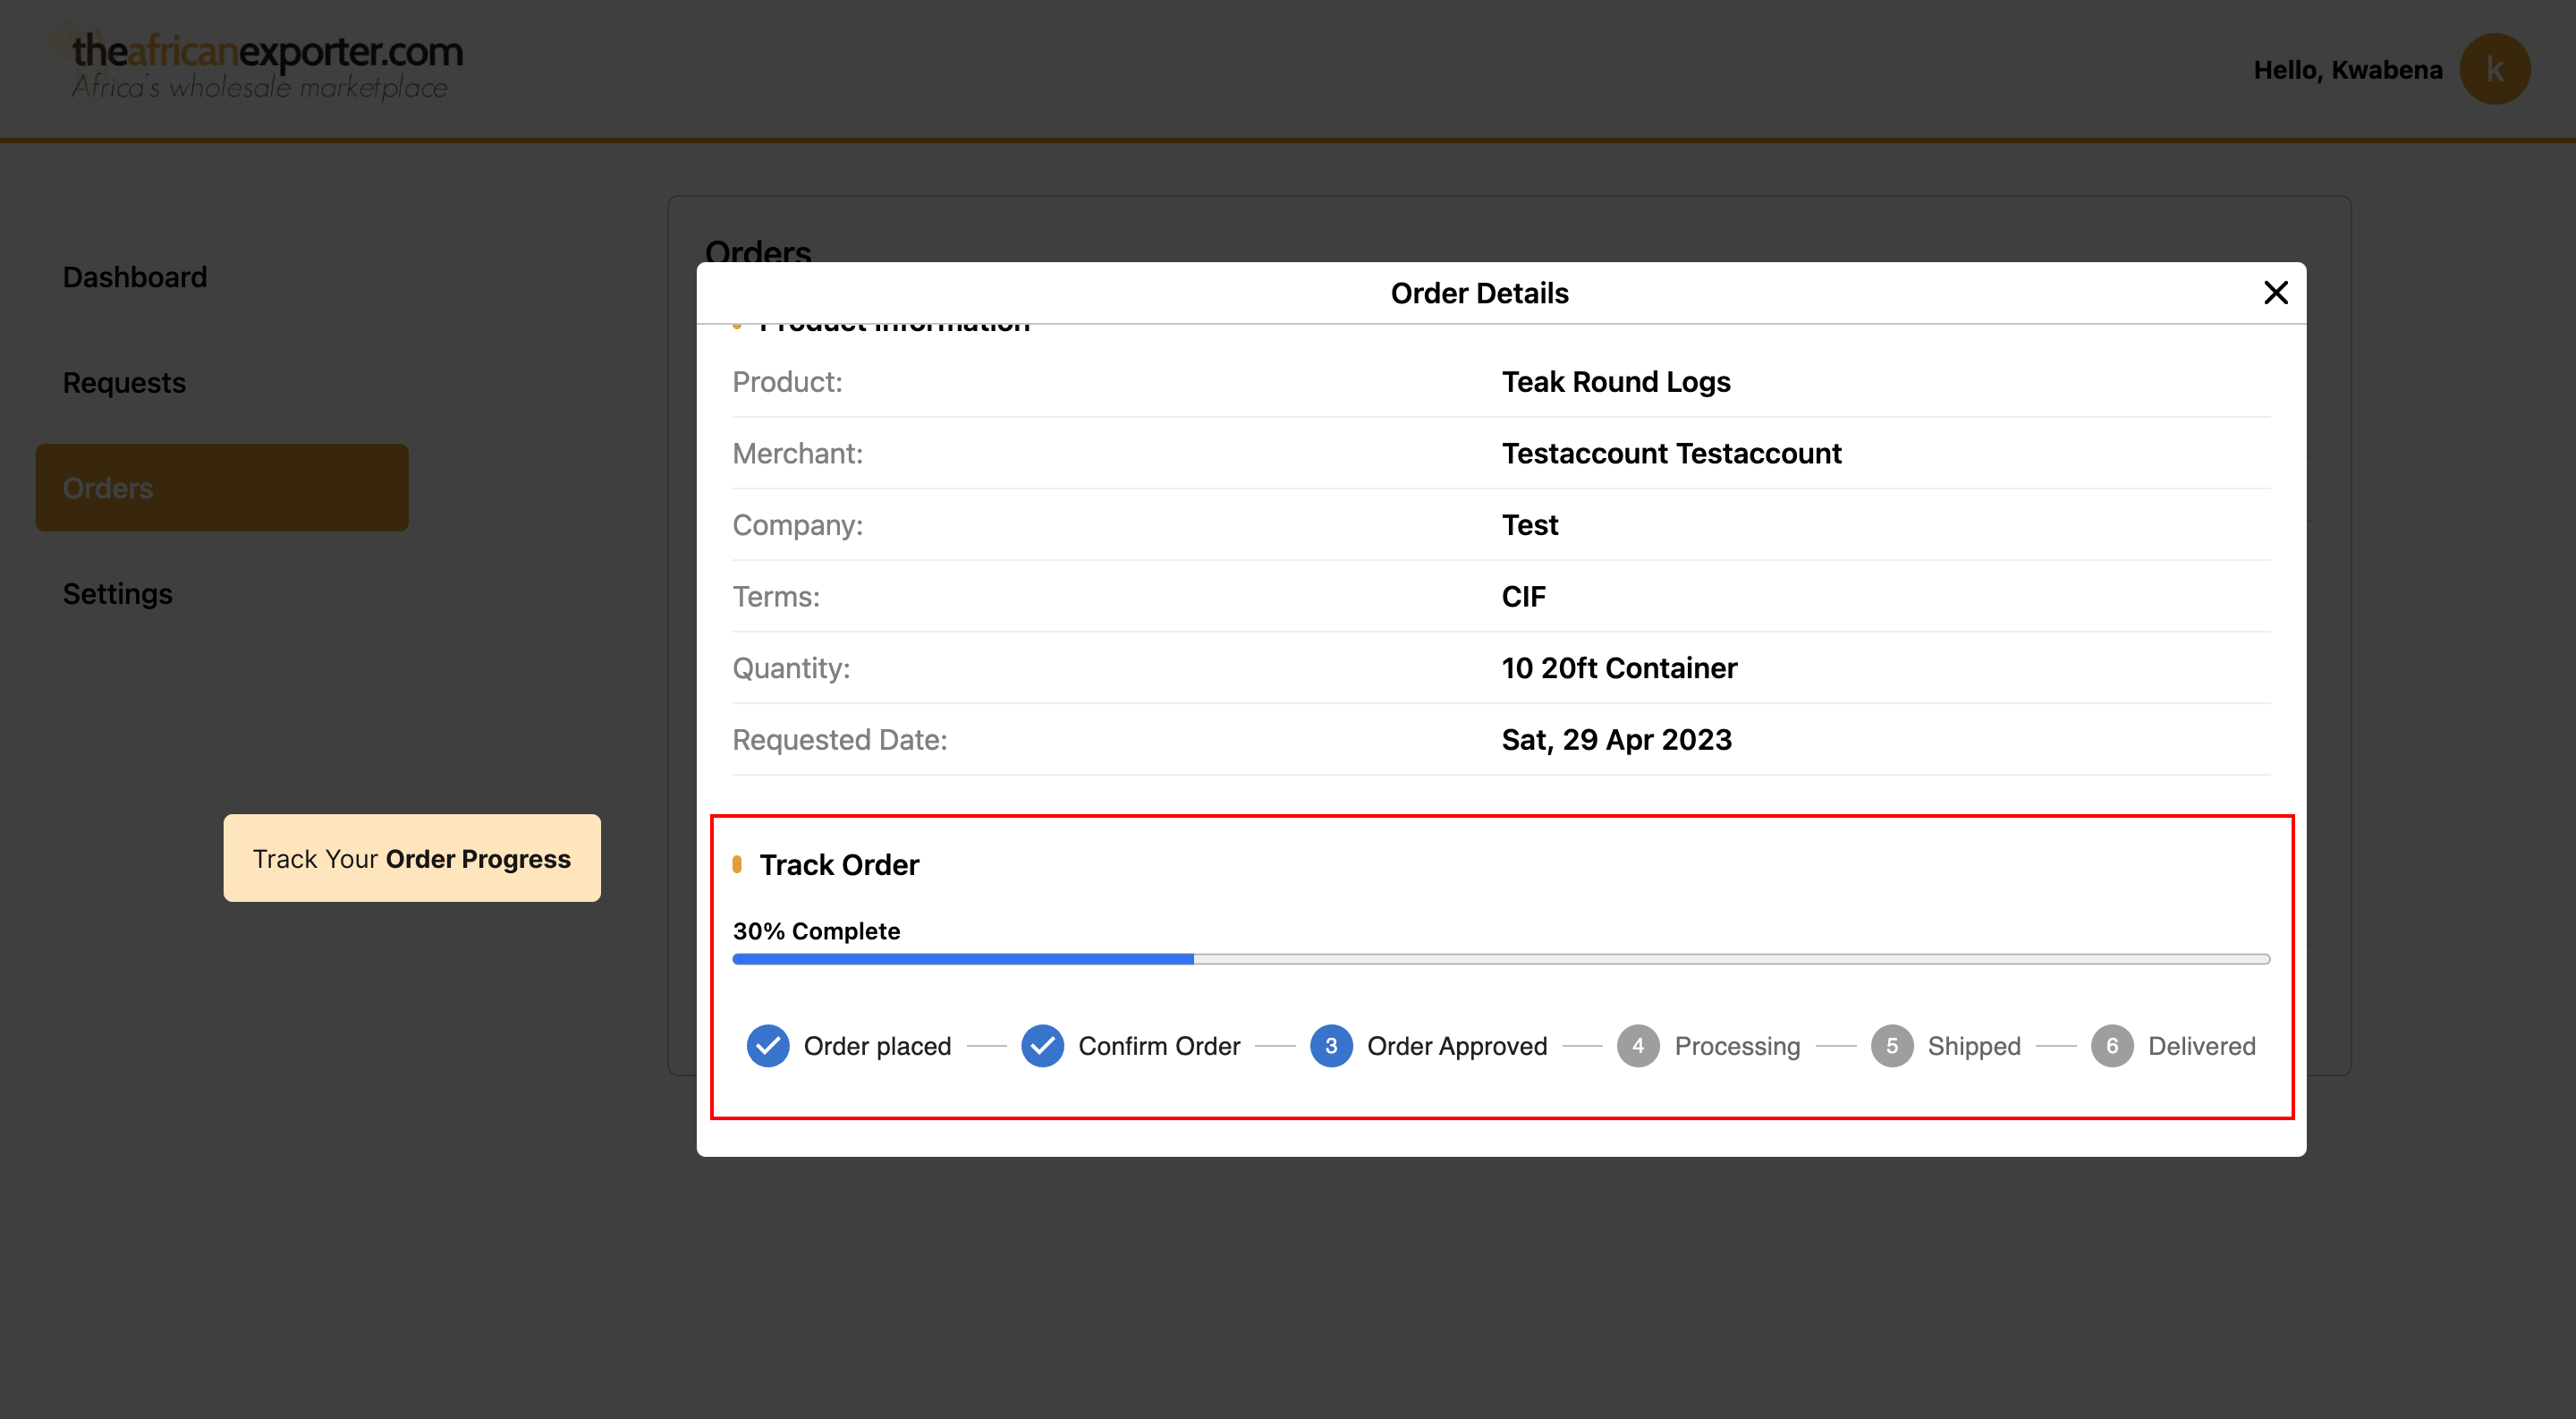 theafricanexporter.com
Africa's wholesale marketplace
Hello, Kwabena
k
Dashboard
Requests
Orders
Settings
Orders
Order Details
Product Information
Product: Teak Round Logs
Merchant: Testaccount Testaccount
Company: Test
Terms: CIF
Quantity: 10 20ft Container
Requested Date: Sat, 29 Apr 2023
Track Your Order Progress
Track Order
30% Complete
Order placed Confirm Order 3 Order Approved 4 Processing 5 Shipped 6 Delivered